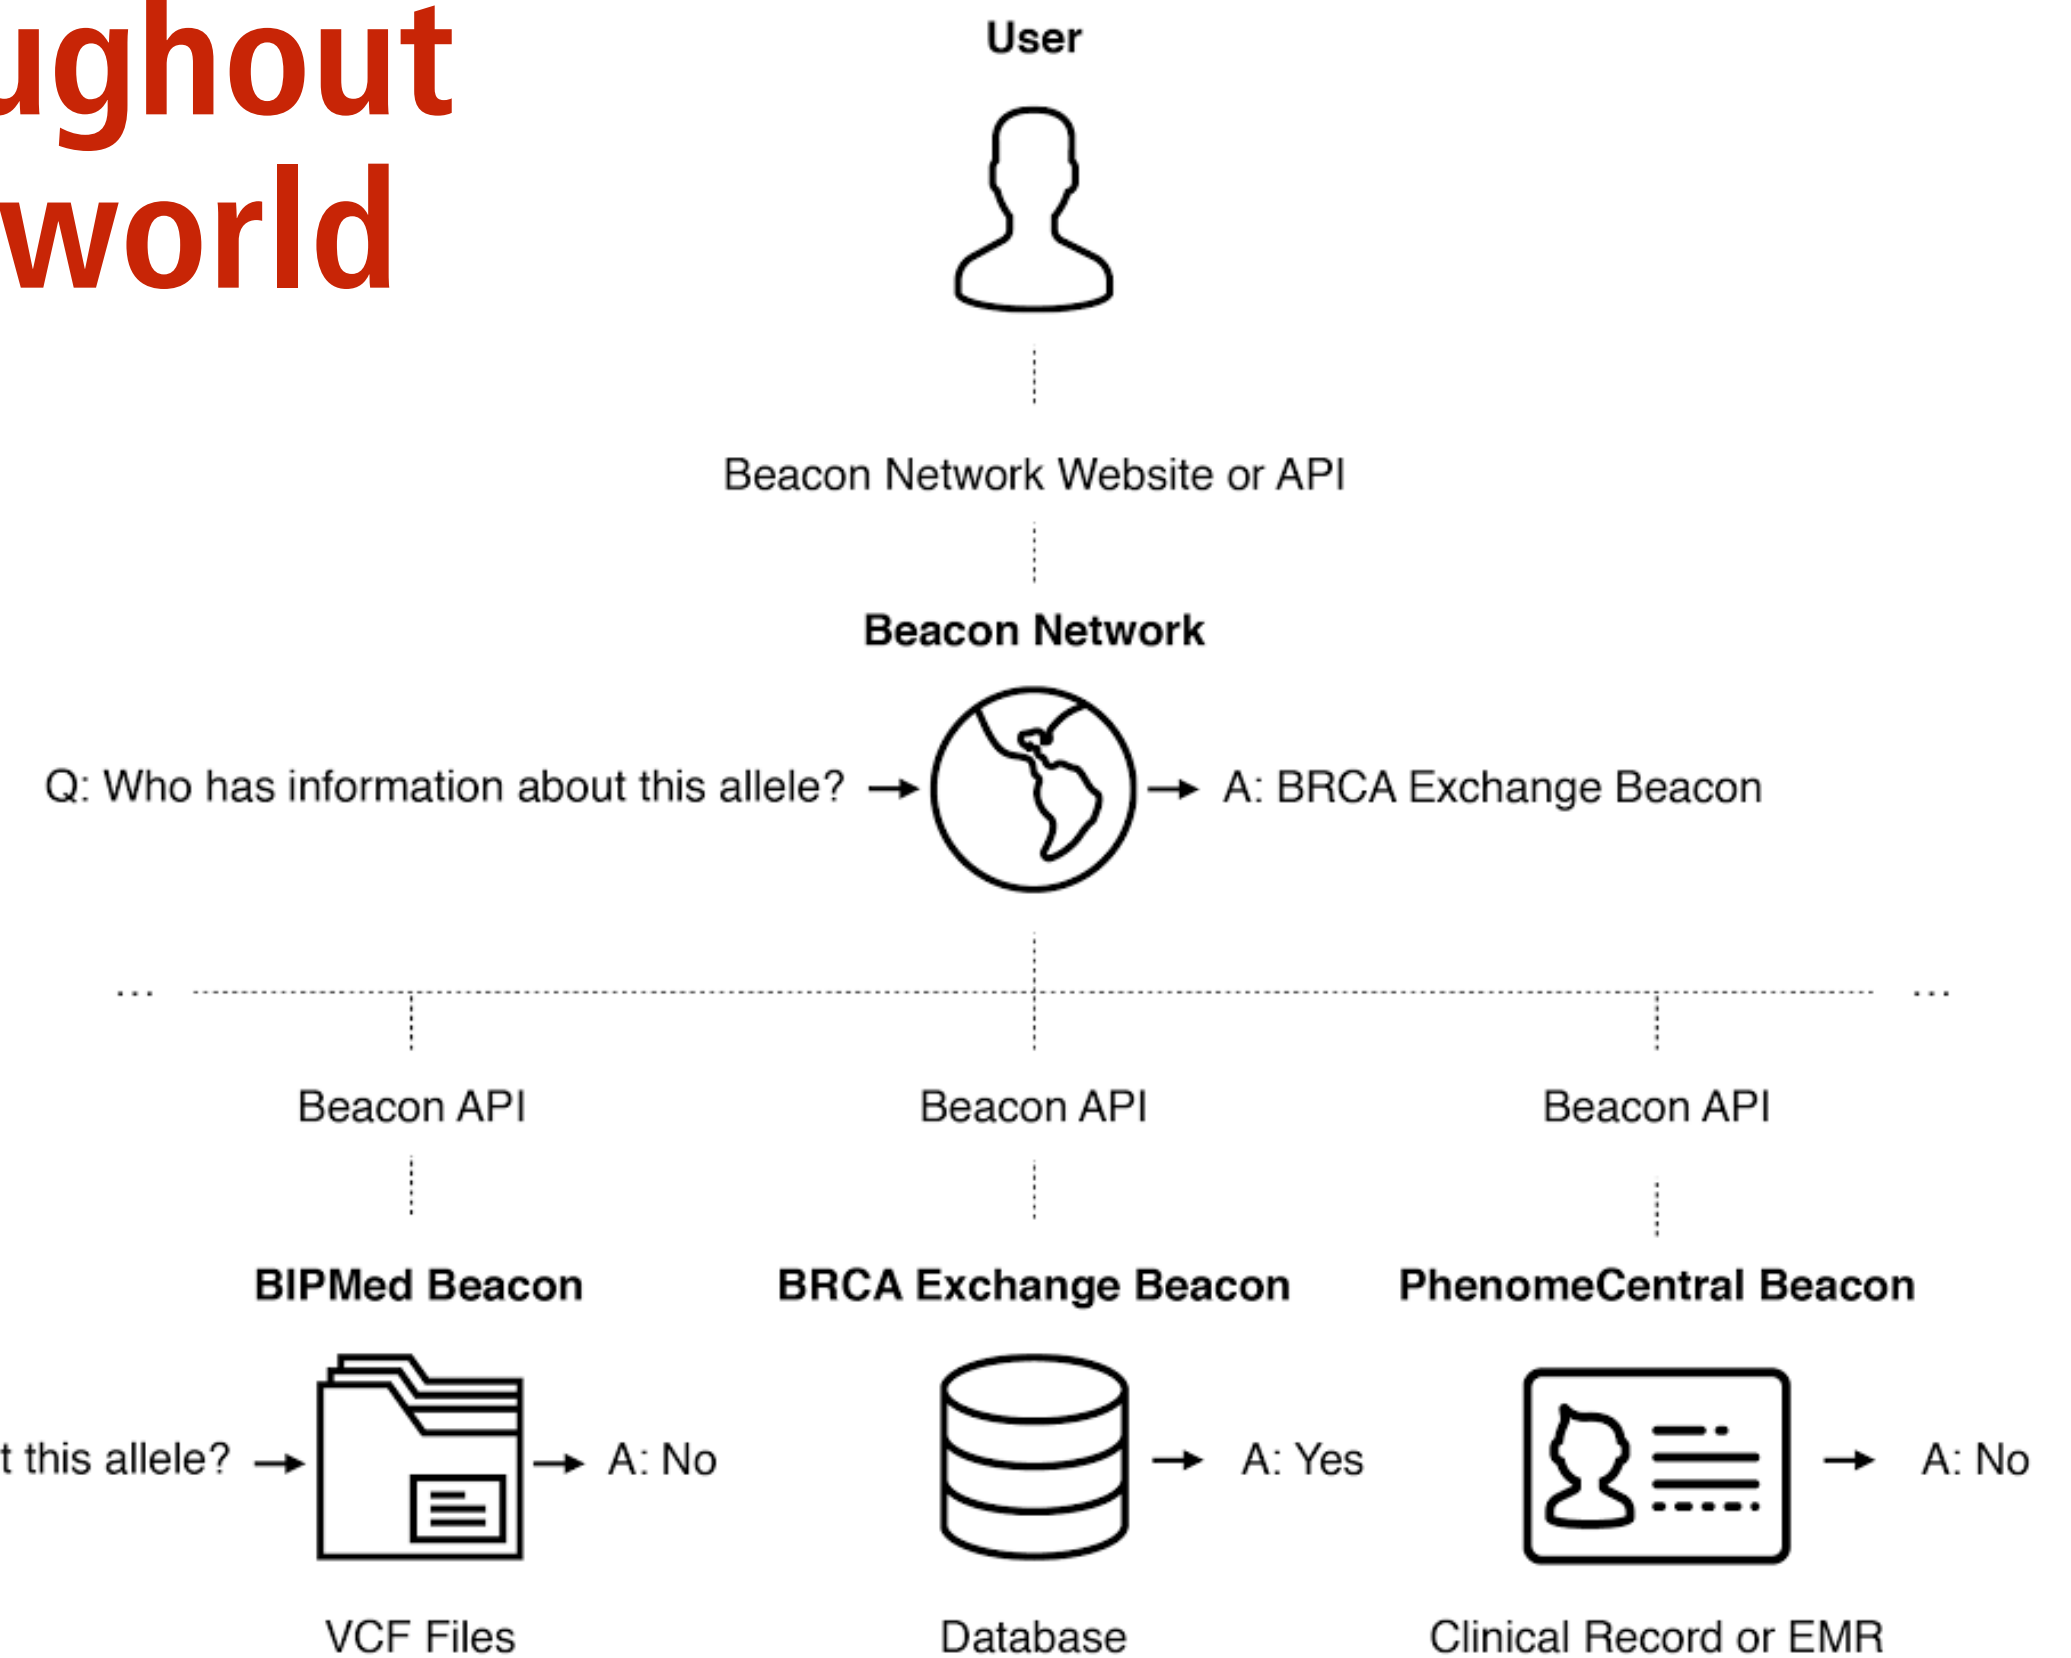 ughout
world
User
Beacon Network Website or API
Beacon Network
Q: Who has information about this allele? → → A: BRCA Exchange Beacon
... ...
Beacon API Beacon API Beacon API
BIPMed Beacon BRCA Exchange Beacon PhenomeCentral Beacon
t this allele? → → A: No → A: Yes → A: No
VCF Files Database Clinical Record or EMR